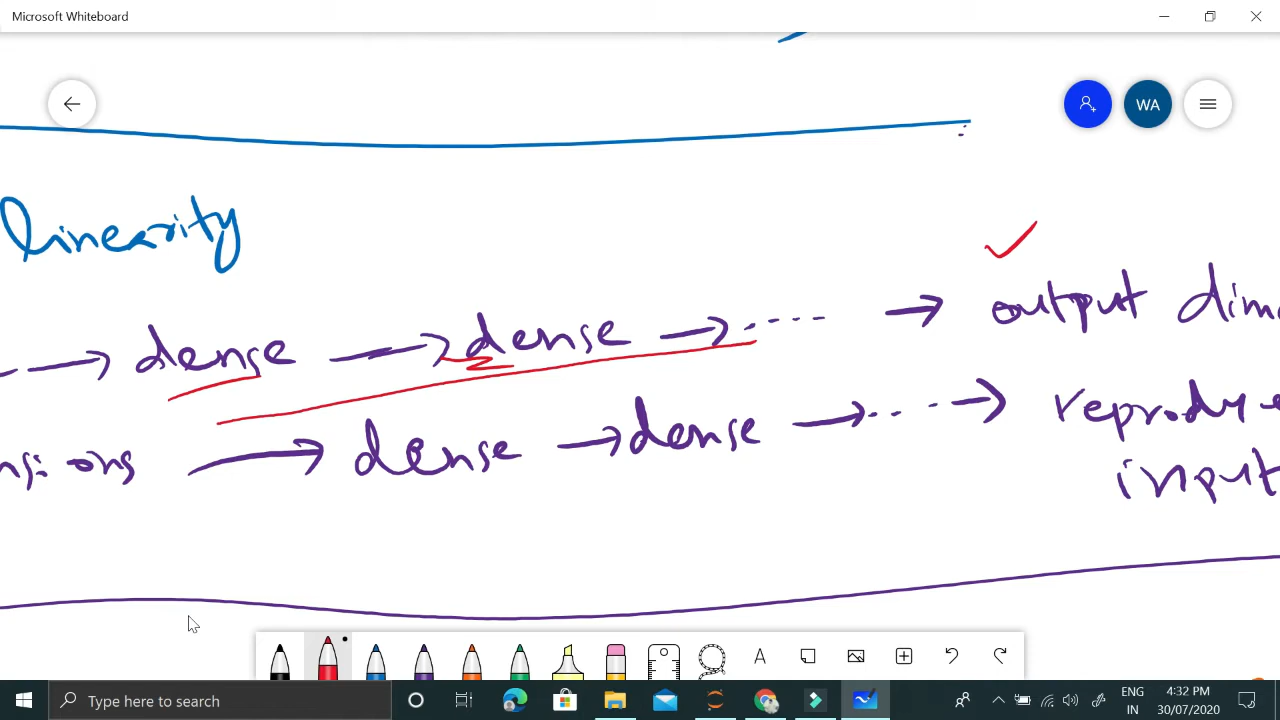 Microsoft Whiteboard
WA
linearity
→ dense → dense → .... → output dim
nsions → dense → dense → ... → reprodu
input
A
Type here to search
ENG
IN
4:32 PM
30/07/2020